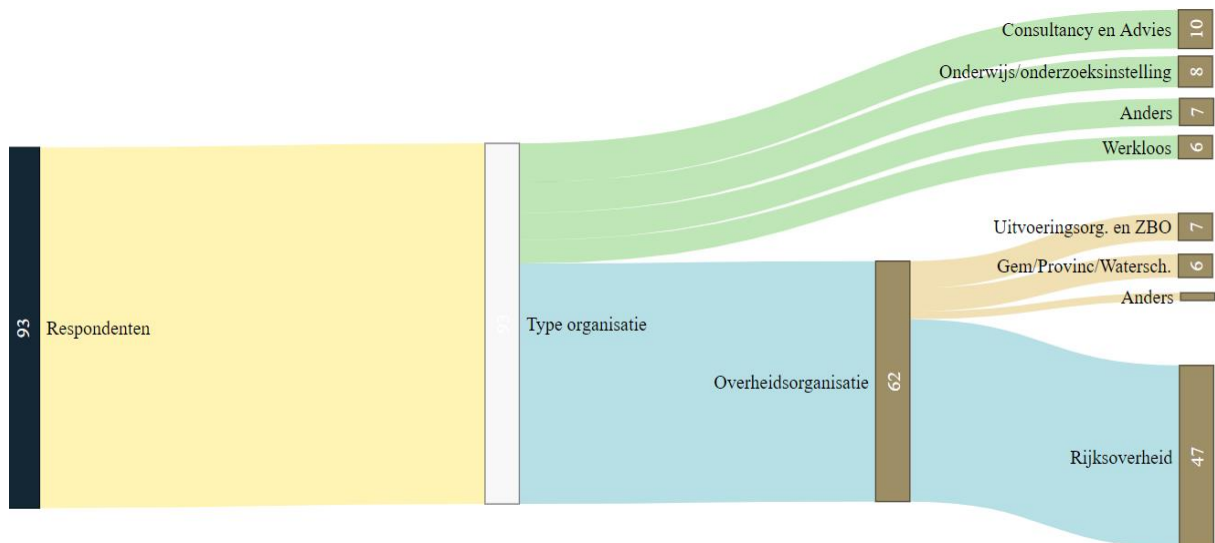 Consultancy en Advies 10
Onderwijs/onderzoeksinstelling 8
Anders 7
Werkloos 6
Uitvoeringsorg. en ZBO 7
Gem/Provinc/Watersch. 6
Anders
93 Respondenten
93 Type organisatie
Overheidsorganisatie 62
Rijksoverheid 47